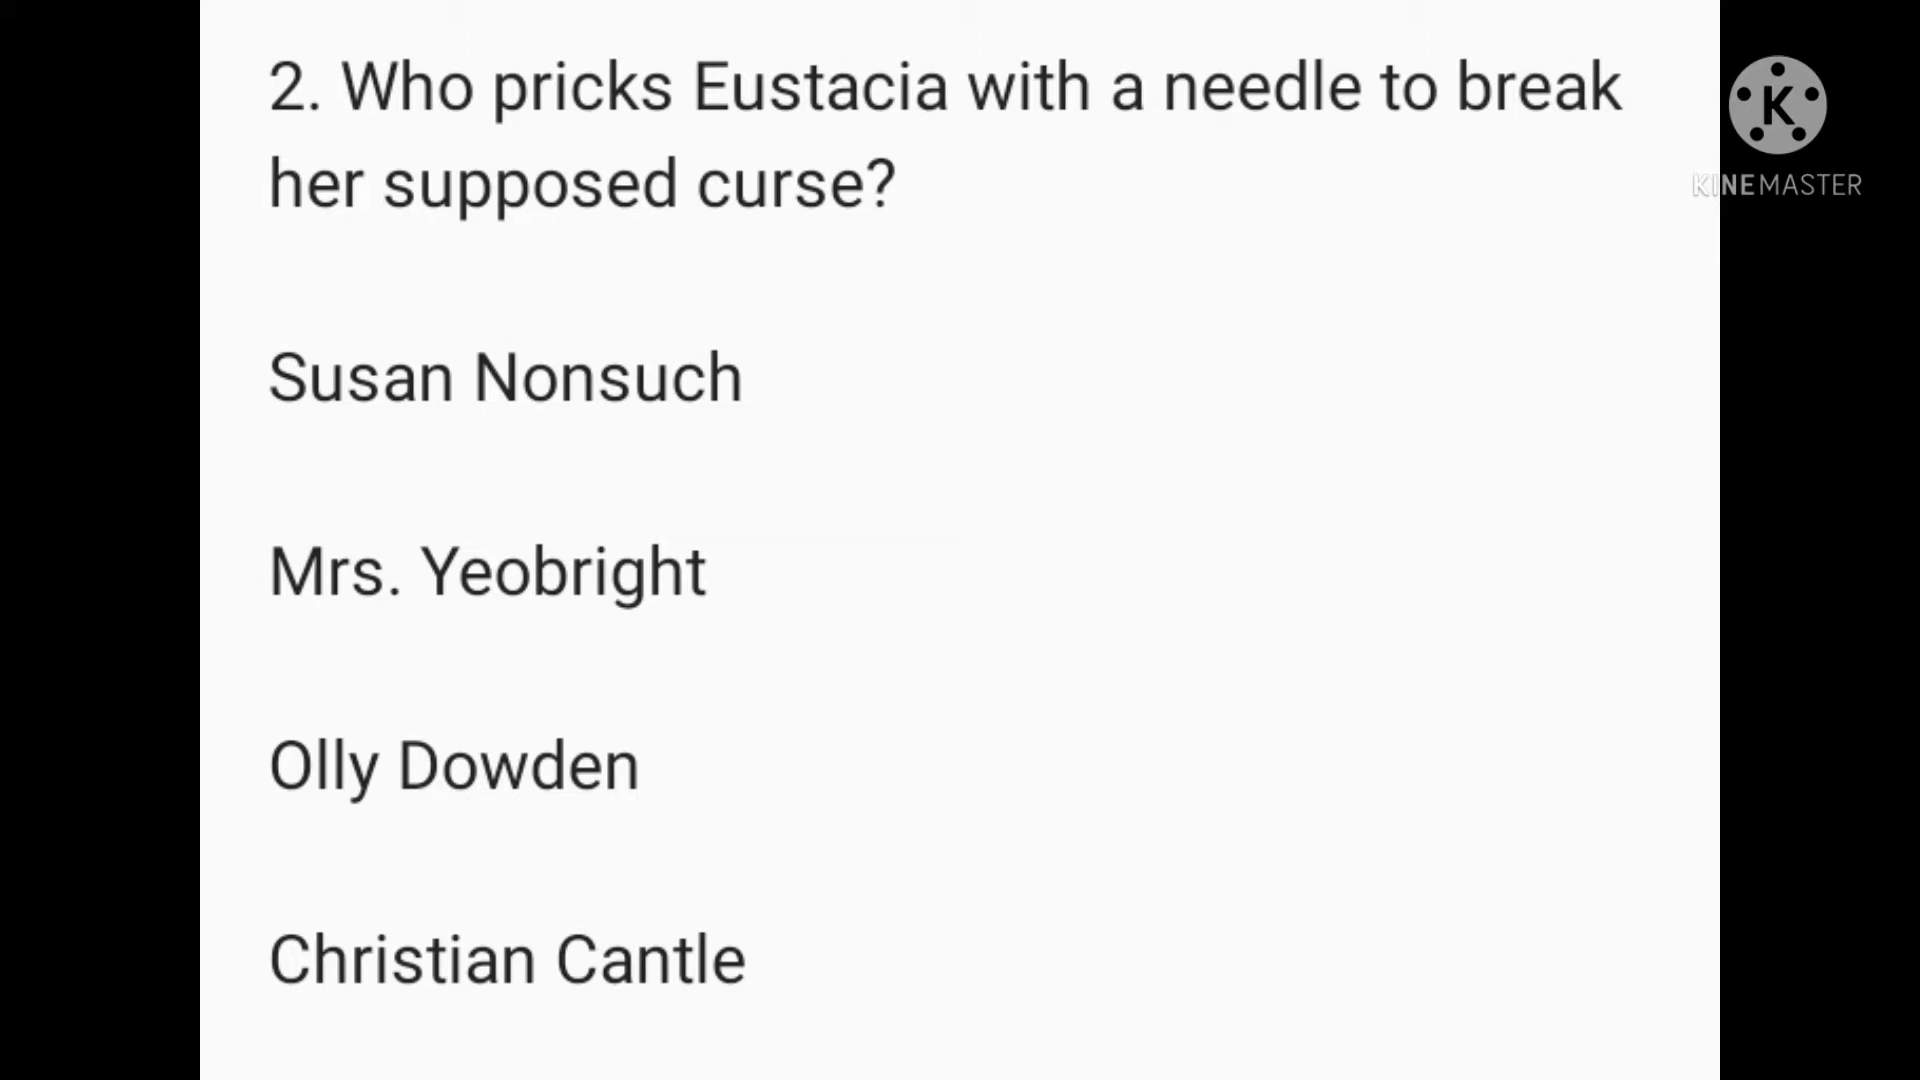 2. Who pricks Eustacia with a needle to break
her supposed curse?
Susan Nonsuch
Mrs. Yeobright
Olly Dowden
Christian Cantle
K
KINEMASTER